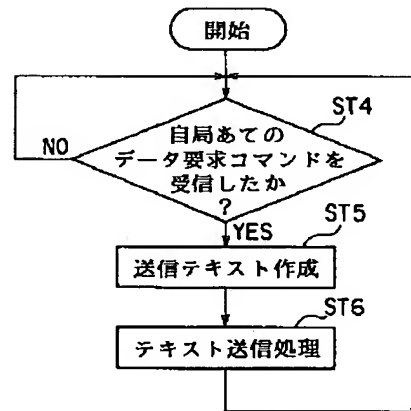 開始
ST4
自局あての
データ要求コマンドを
受信したか
?
NO
YES
ST5
送信テキスト作成
ST6
テキスト送信処理